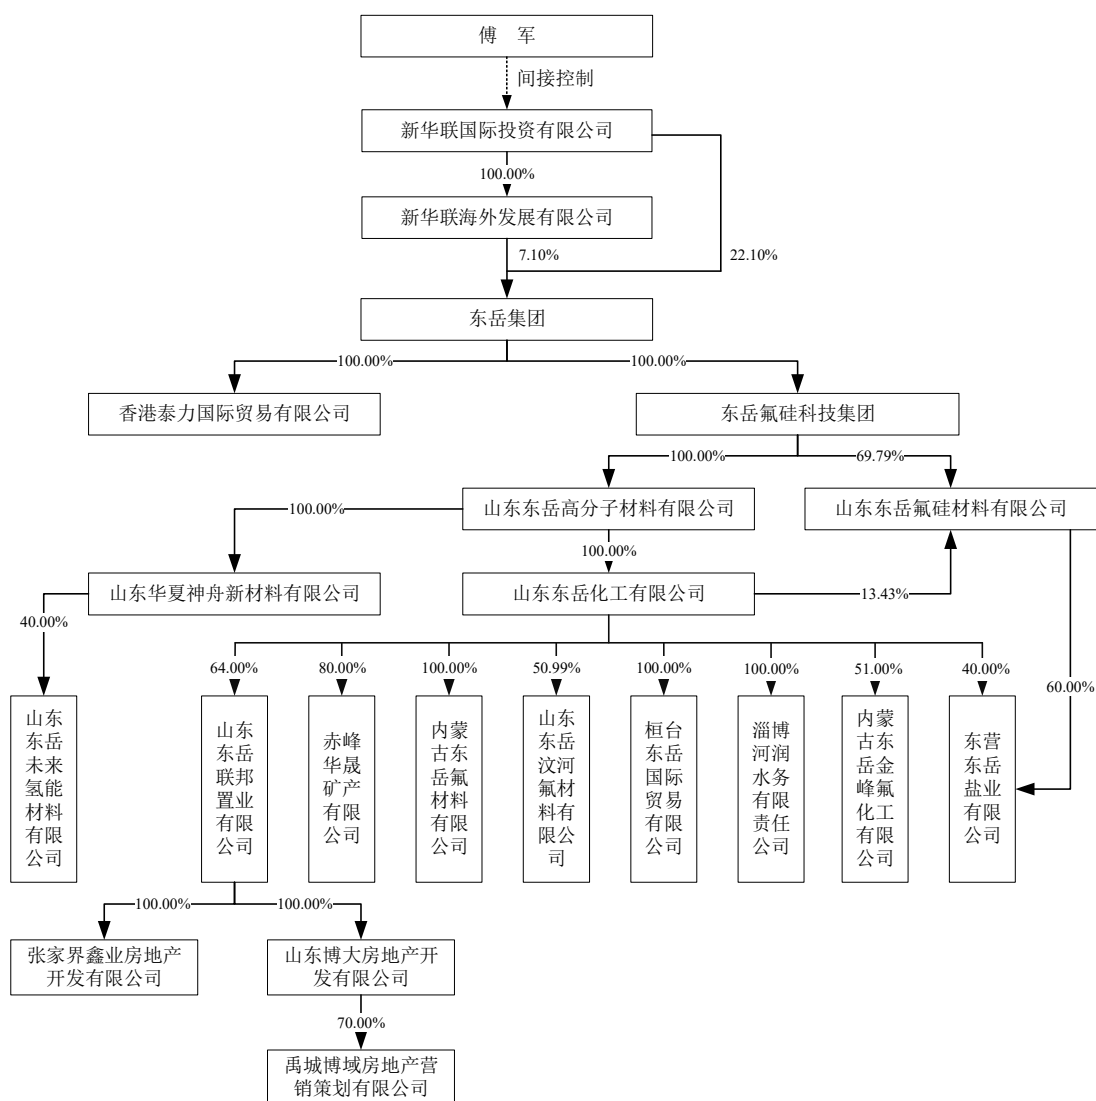 傅 军
间接控制
新华联国际投资有限公司
100.00%
新华联海外发展有限公司
7.10%
22.10%
东岳集团
100.00%
100.00%
香港泰力国际贸易有限公司
东岳氟硅科技集团
100.00%
69.79%
山东东岳高分子材料有限公司
山东东岳氟硅材料有限公司
100.00%
100.00%
山东华夏神舟新材料有限公司
山东东岳化工有限公司
13.43%
40.00%
64.00%
80.00%
100.00%
50.99%
100.00%
100.00%
51.00%
40.00%
60.00%
山东
东岳
未来
氢能
材料
有限
公司
山东
东岳
联邦
置业
有限
公司
赤峰
华晟
矿产
有限
公司
内蒙
古东
岳氟
材料
有限
公司
山东
东岳
汶河
氟材
料有
限公
司
桓台
东岳
国际
贸易
有限
公司
淄博
河润
水务
有限
责任
公司
内蒙
古东
岳金
峰氟
化工
有限
公司
东营
东岳
盐业
有限
公司
100.00%
100.00%
张家界鑫业房地产
开发有限公司
山东博大房地产开
发有限公司
70.00%
禹城博域房地产营
销策划有限公司